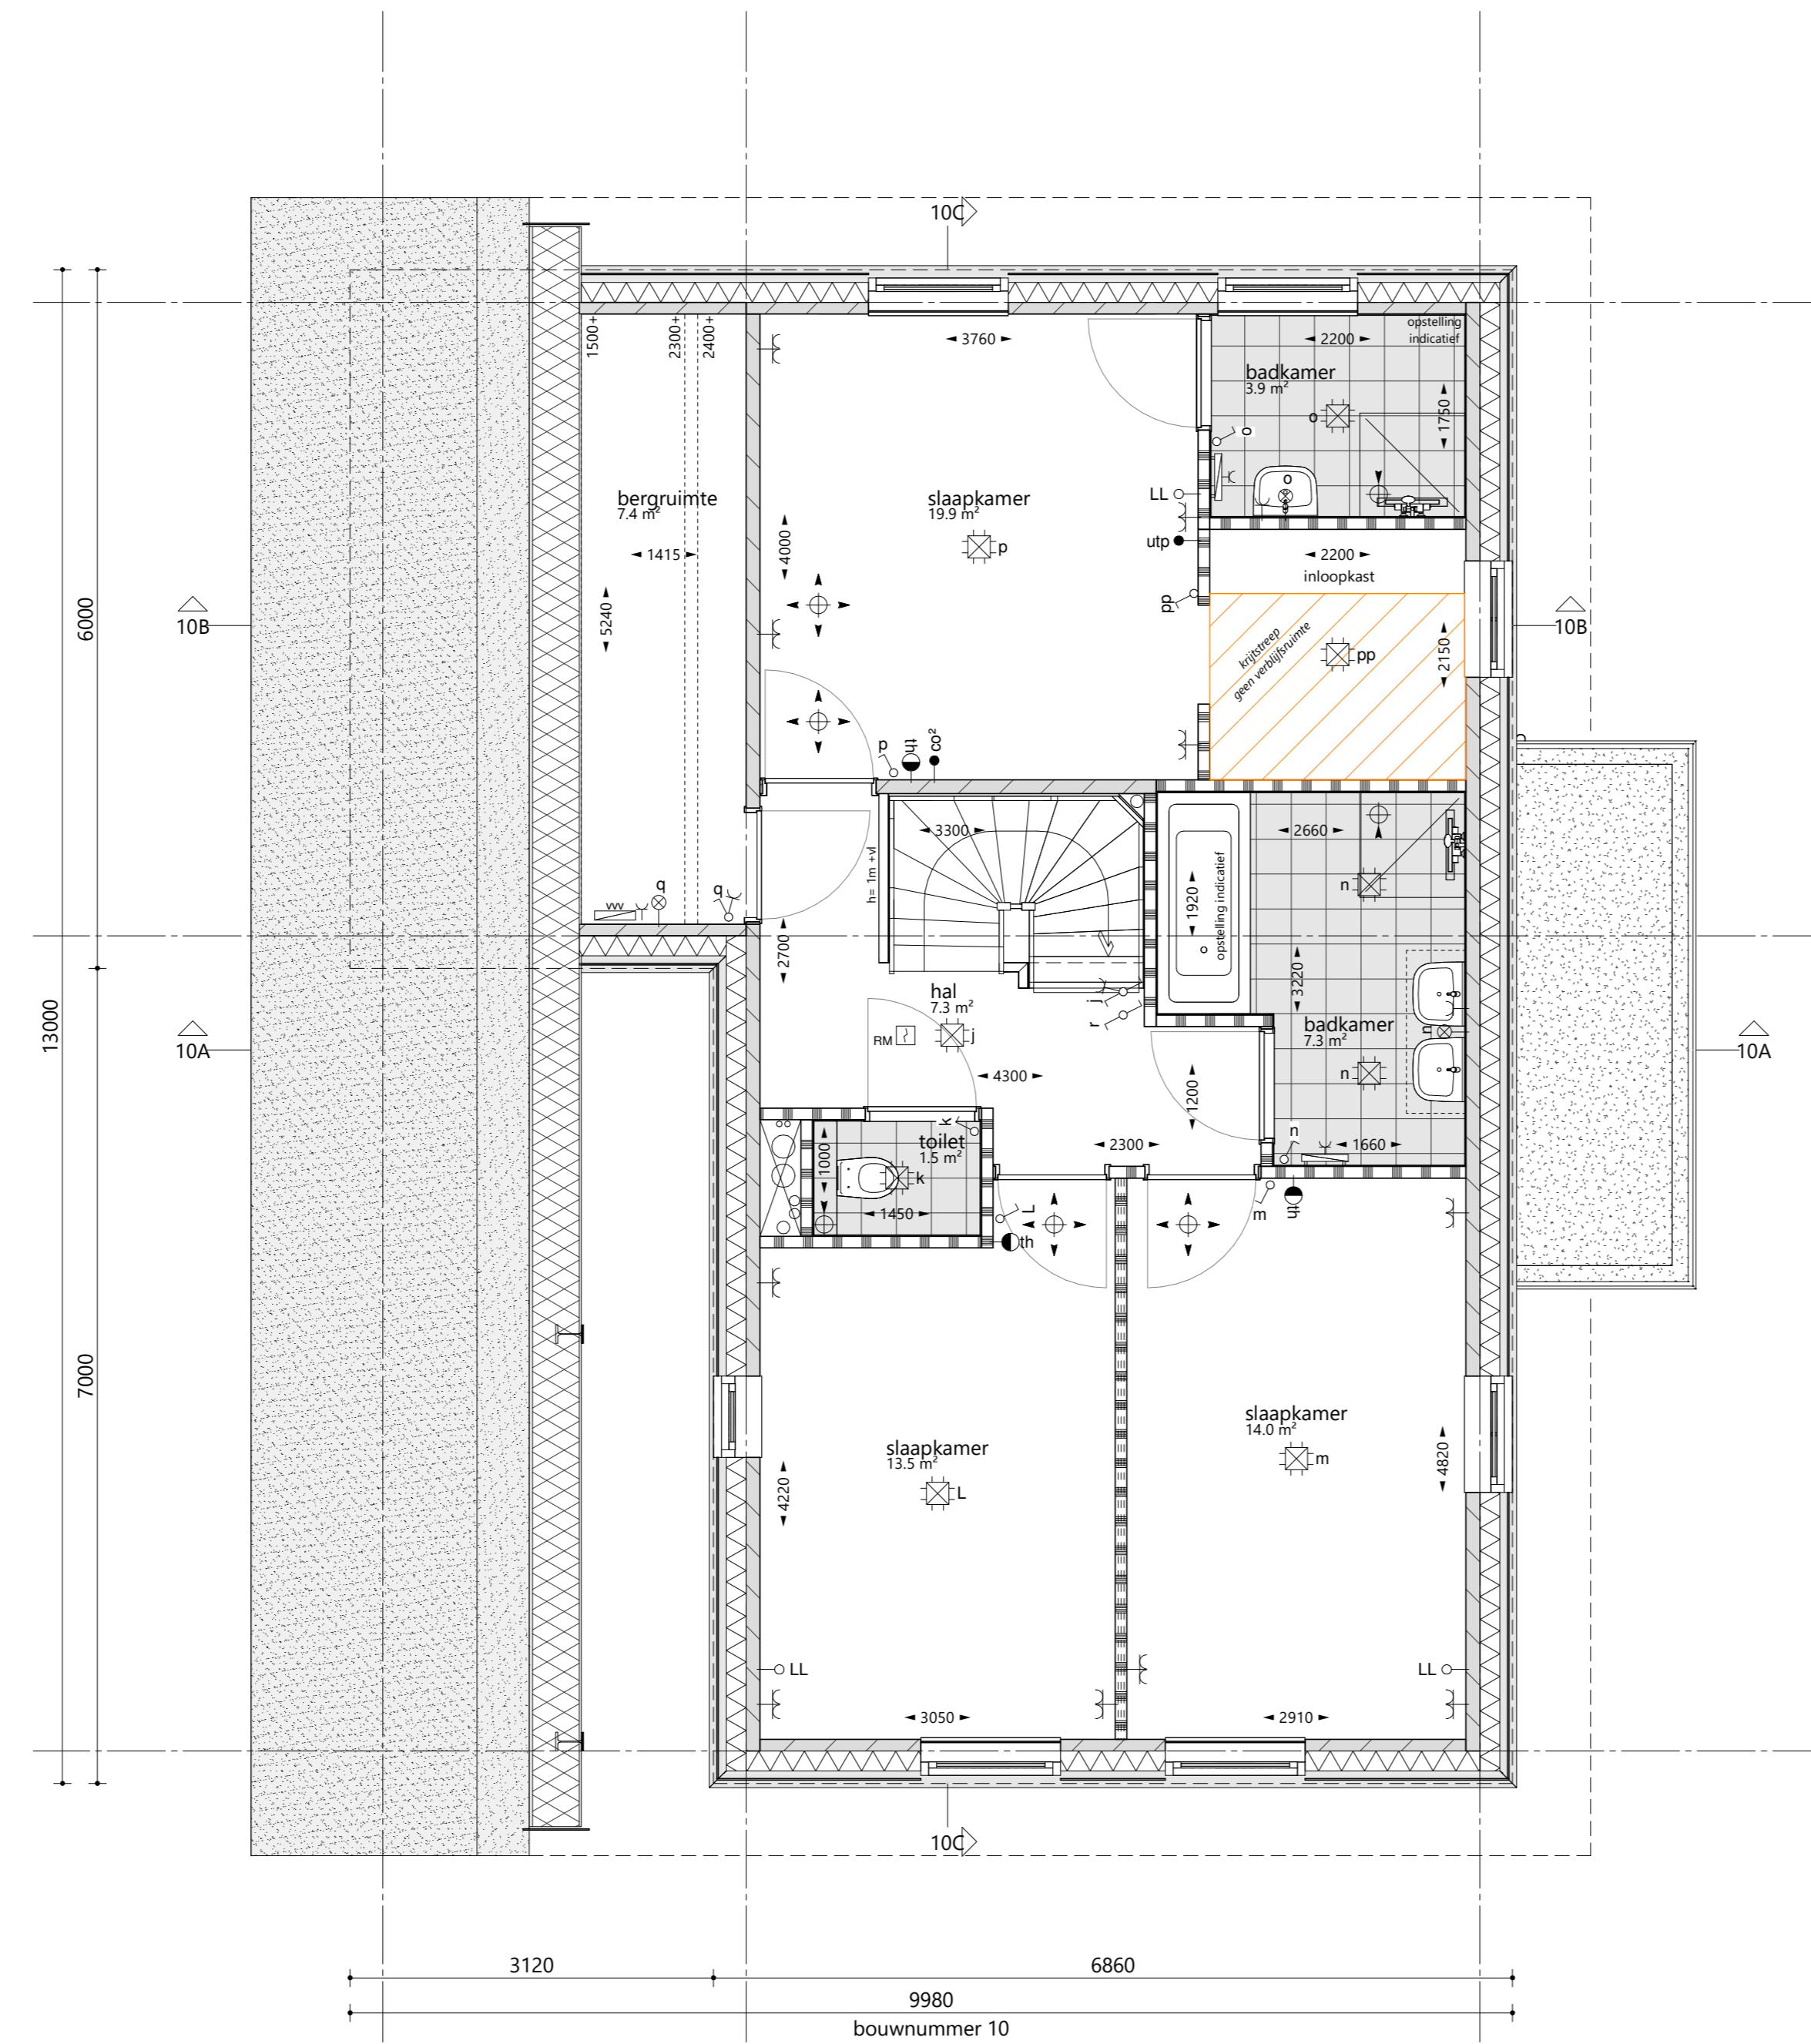 10C
1500+
2300+
2400+
3760
2200
opstelling
indicatief
badkamer
3.9 m²
1750
o
o
o
bergruimte
7.4 m²
slaapkamer
19.9 m²
LL
p
utp
1415
4000
2200
inloopkast
5240
pp
6000
10B
10B
krijtstreep
geen verblijfsruimte
pp
2150
p
th
co²
3300
2660
h= 1m +vl
1920
opstelling indicatief
n
q
q
2700
3220
13000
hal
7.3 m²
j
r
badkamer
7.3 m²
n
RM
j
10A
10A
4300
n
1200
k
toilet
1.5 m²
1000
k
2300
n
1660
1450
L
m
th
th
7000
slaapkamer
14.0 m²
m
slaapkamer
13.5 m²
L
4220
4820
LL
LL
3050
2910
10C
3120
6860
9980
bouwnummer 10